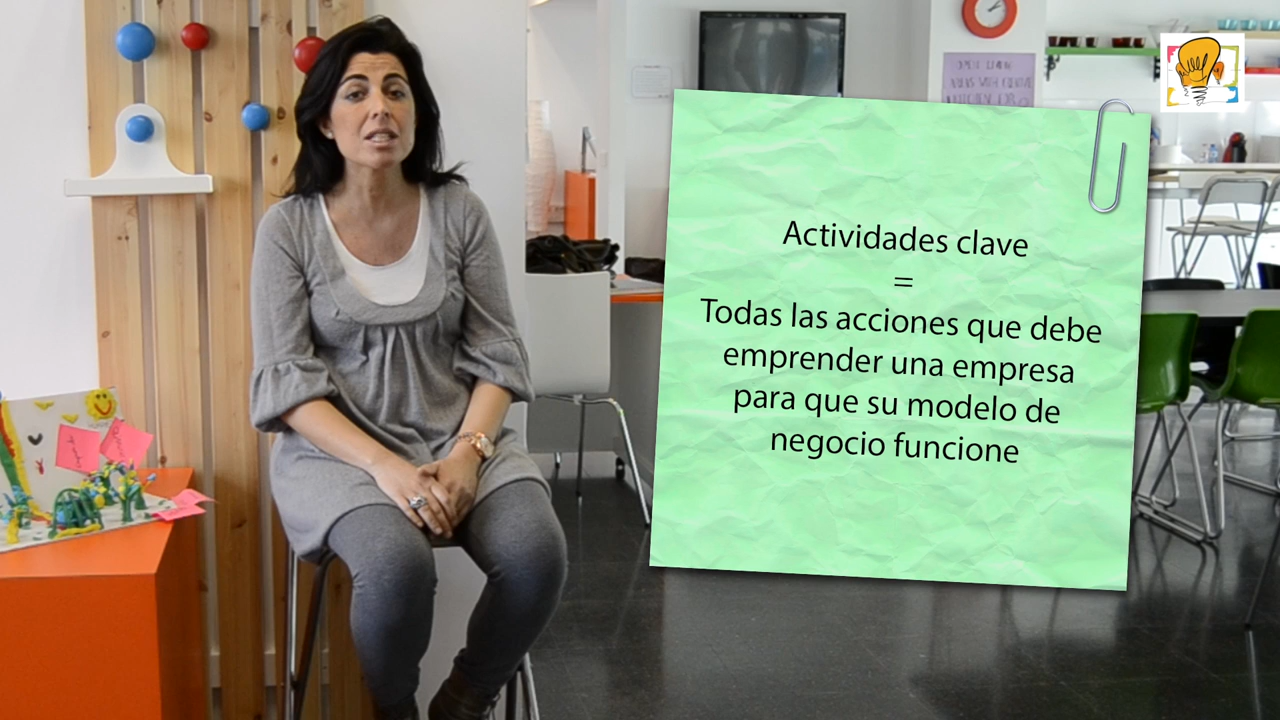 Actividades clave
=
Todas las acciones que debe
emprender una empresa
para que su modelo de
negocio funcione